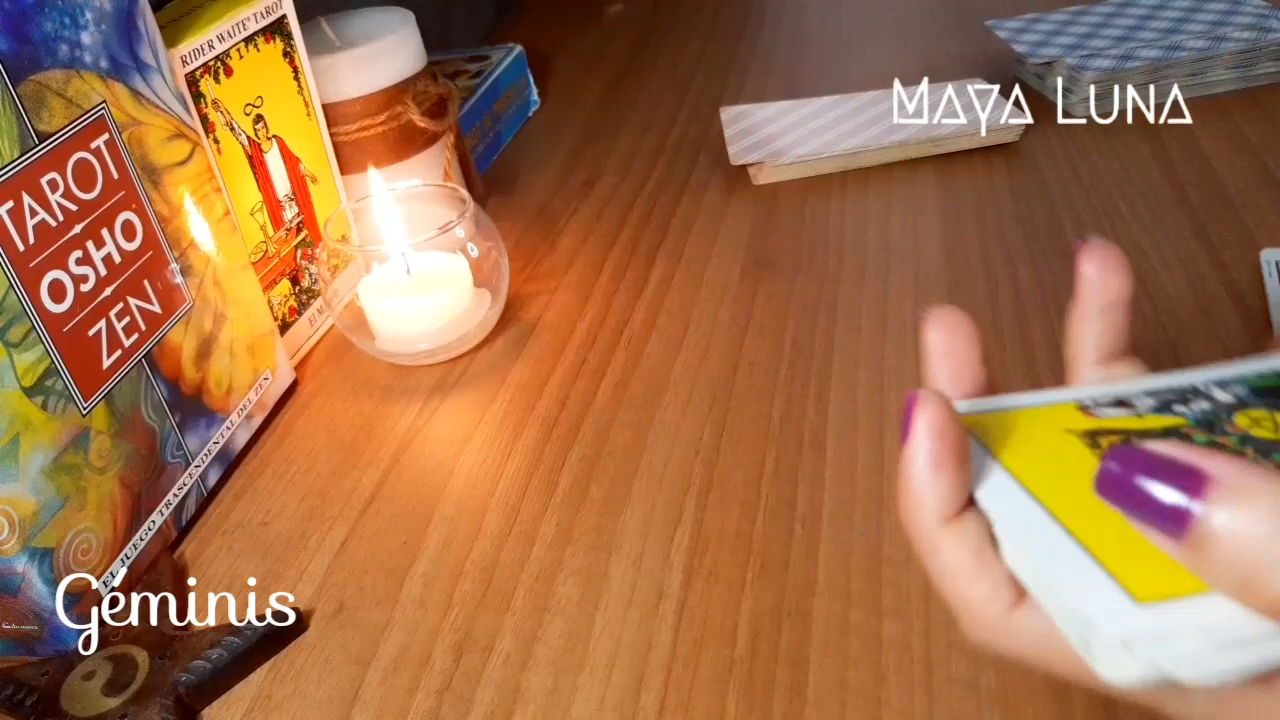 TAROT
OSHO
ZEN
EL JUEGO TRASCENDENTAL DEL ZEN
RIDER WAITE® TAROT
I
MAYA LUNA
Géminis